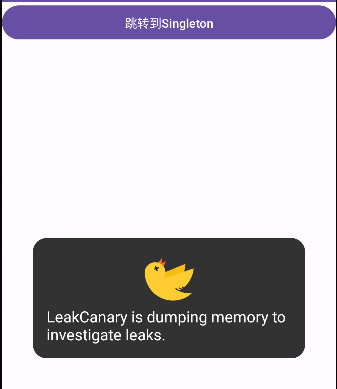 跳转到Singleton
LeakCanary is dumping memory to
investigate leaks.